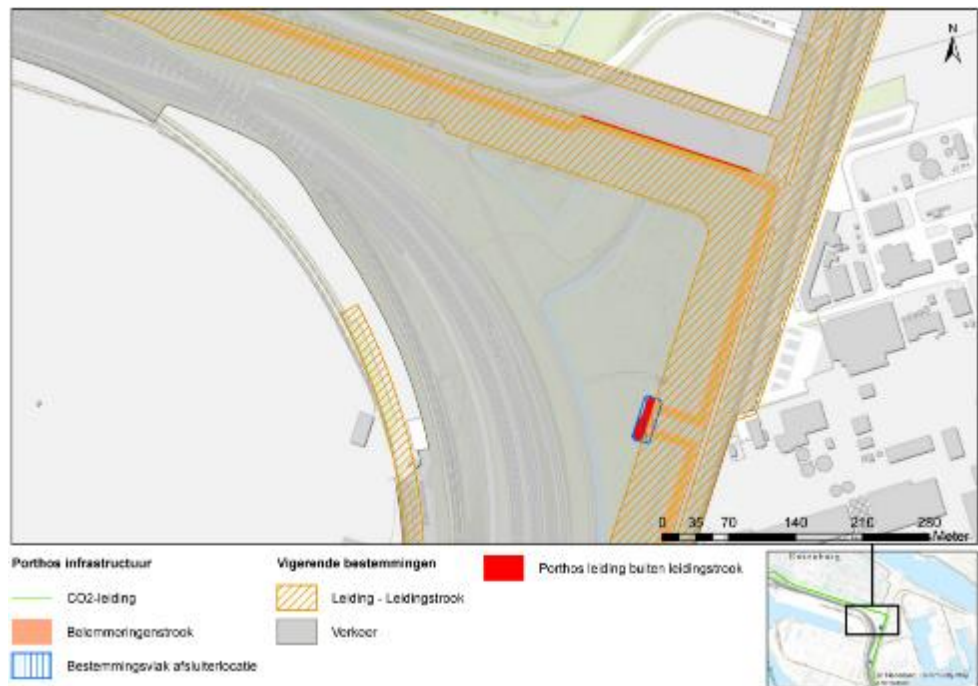 N
0 35 70 140 210 280
Meter
Porthos infrastructuur
CO2-leiding
Belemmeringenstrook
Bestemmingsvlak afsluiterlocatie
Vigerende bestemmingen
Leiding - Leidingstrook
Verkeer
Porthos leiding buiten leidingstrook